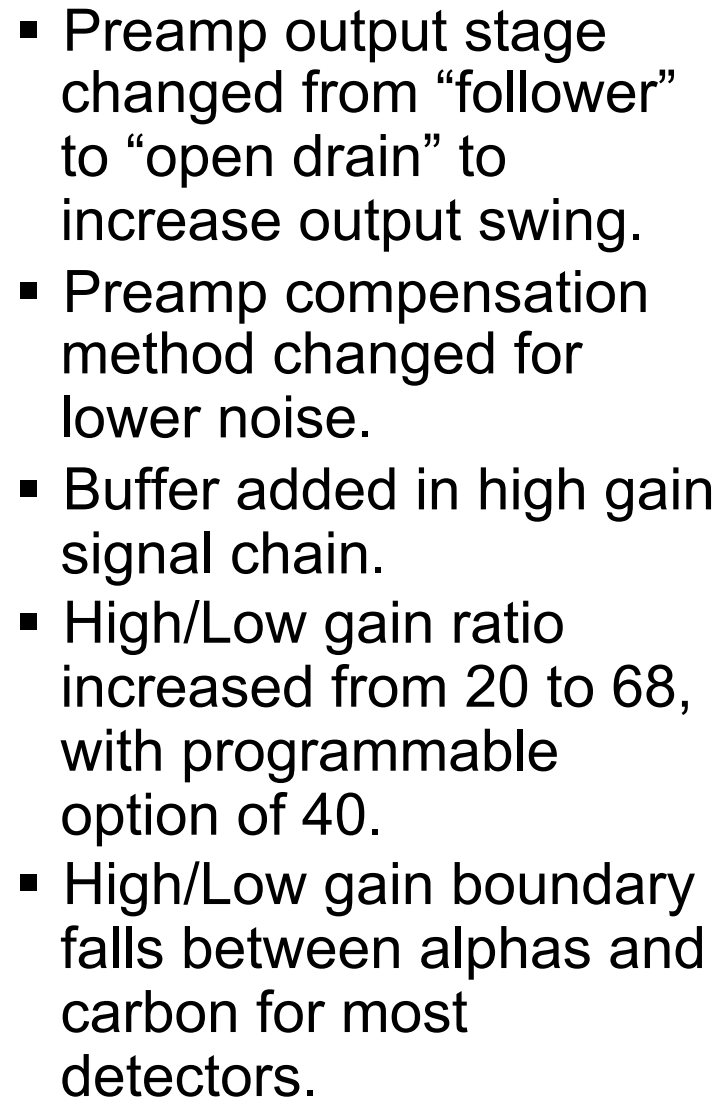 ▪ Preamp output stage
changed from “follower”
to “open drain” to
increase output swing.
▪ Preamp compensation
method changed for
lower noise.
▪ Buffer added in high gain
signal chain.
▪ High/Low gain ratio
increased from 20 to 68,
with programmable
option of 40.
▪ High/Low gain boundary
falls between alphas and
carbon for most
detectors.